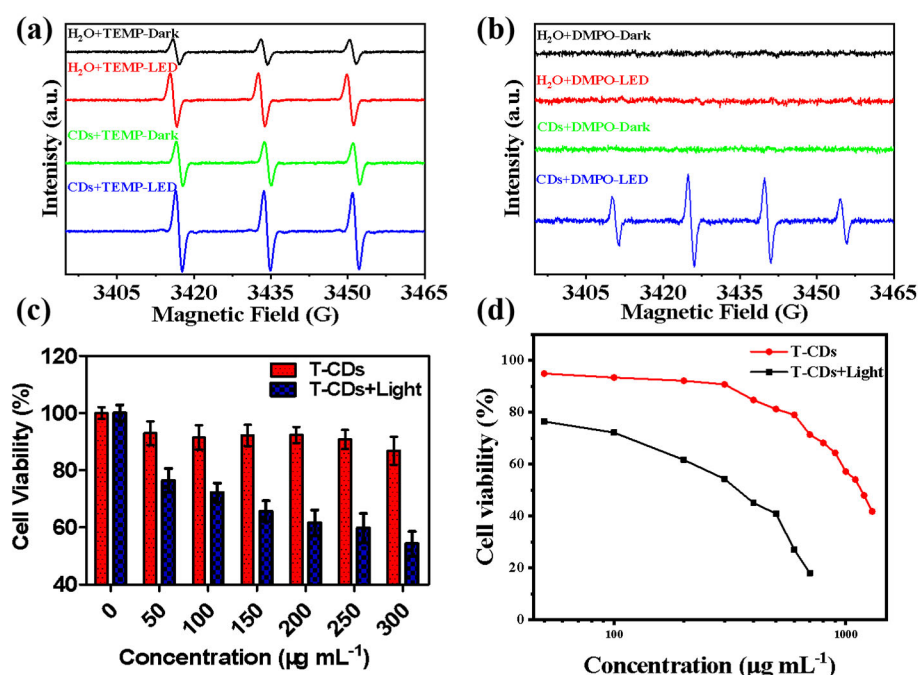 (a)
H₂O+TEMP-Dark
H₂O+TEMP-LED
CDs+TEMP-Dark
CDs+TEMP-LED
Intenisty (a.u.)
3405 3420 3435 3450 3465
Magnetic Field (G)
(b)
H₂O+DMPO-Dark
H₂O+DMPO-LED
CDs+DMPO-Dark
CDs+DMPO-LED
Intensity (a.u.)
3405 3420 3435 3450 3465
Magnetic Field (G)
(c)
T-CDs
T-CDs+Light
Cell Viability (%)
120
100
80
60
40
0 50 100 150 200 250 300
Concentration (µg mL⁻¹)
(d)
T-CDs
T-CDs+Light
Cell viability (%)
100
80
60
40
20
0
100 1000
Concentration (µg mL⁻¹)